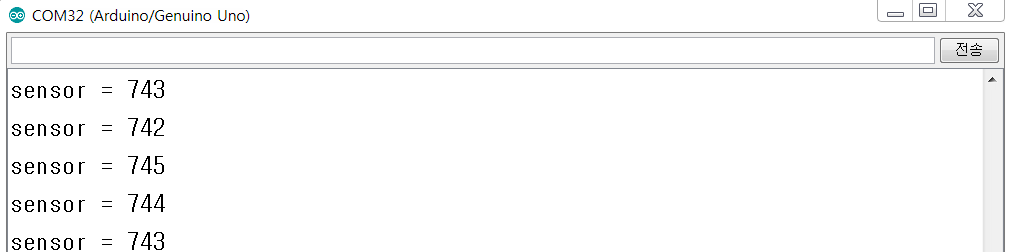 COM32 (Arduino/Genuino Uno)
전송
sensor = 743
sensor = 742
sensor = 745
sensor = 744
sensor = 743